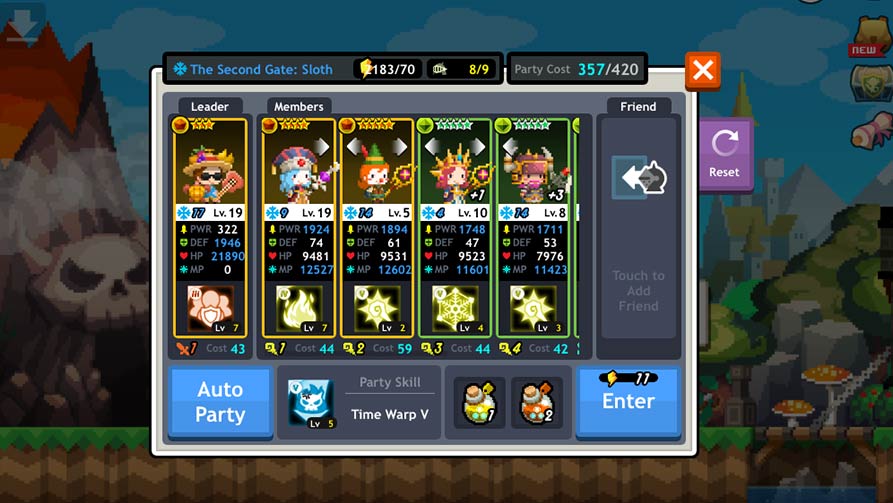 The Second Gate: Sloth
183/70
8/9
Party Cost 357/420
NEW
Leader
Members
Friend
Reset
17 Lv.19
PWR 322
DEF 1946
HP 21890
MP 0
III
Lv 7
1 Cost 43
9 Lv.19
PWR 1924
DEF 74
HP 9481
MP 12527
IV
Lv 7
1 Cost 44
14 Lv.5
PWR 1894
DEF 61
HP 9531
MP 12602
V
Lv 2
2 Cost 59
+1
4 Lv.10
PWR 1748
DEF 47
HP 9523
MP 11601
V
Lv 4
3 Cost 44
+3
14 Lv.8
PWR 1711
DEF 53
HP 7976
MP 11423
V
Lv 3
4 Cost 42
Touch to
Add
Friend
Auto
Party
V
Lv 5
Party Skill
Time Warp V
1
2
11
Enter